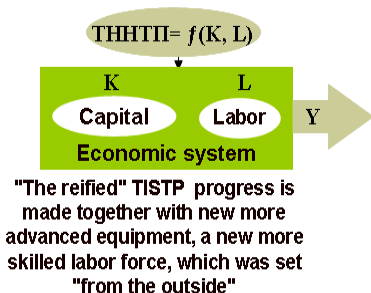 ТННТП= f(K, L)
K L
Capital Labor Y
Economic system
"The reified" TISTP progress is
made together with new more
advanced equipment, a new more
skilled labor force, which was set
"from the outside"